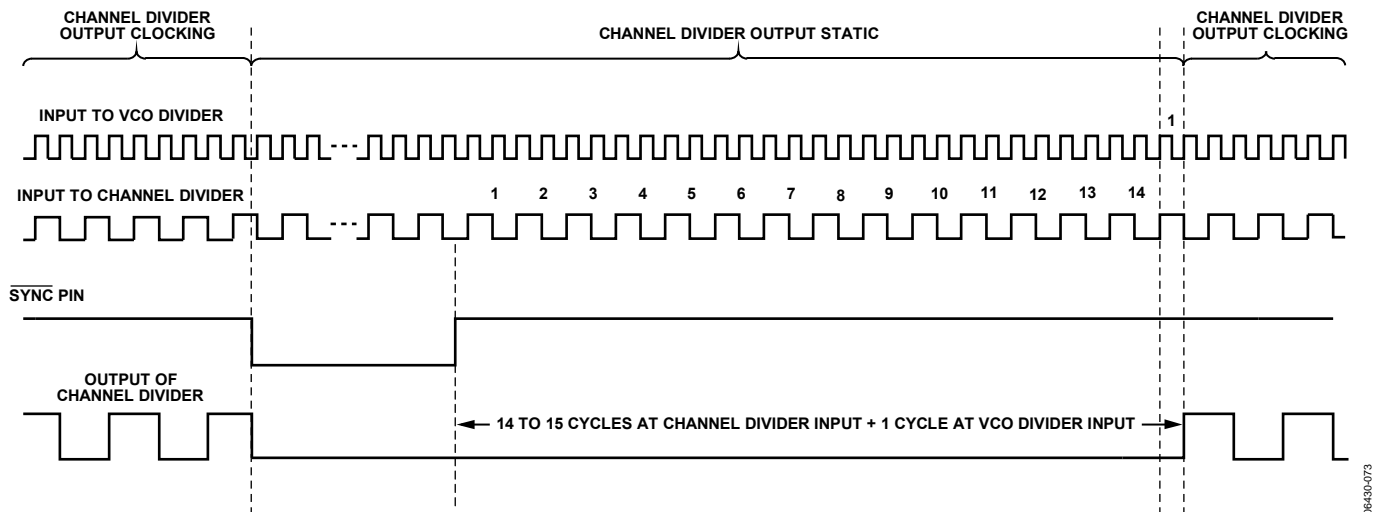 CHANNEL DIVIDER
OUTPUT CLOCKING
CHANNEL DIVIDER OUTPUT STATIC
CHANNEL DIVIDER
OUTPUT CLOCKING
INPUT TO VCO DIVIDER
1
INPUT TO CHANNEL DIVIDER
1 2 3 4 5 6 7 8 9 10 11 12 13 14
SYNC PIN
OUTPUT OF
CHANNEL DIVIDER
14 TO 15 CYCLES AT CHANNEL DIVIDER INPUT + 1 CYCLE AT VCO DIVIDER INPUT
06430-073